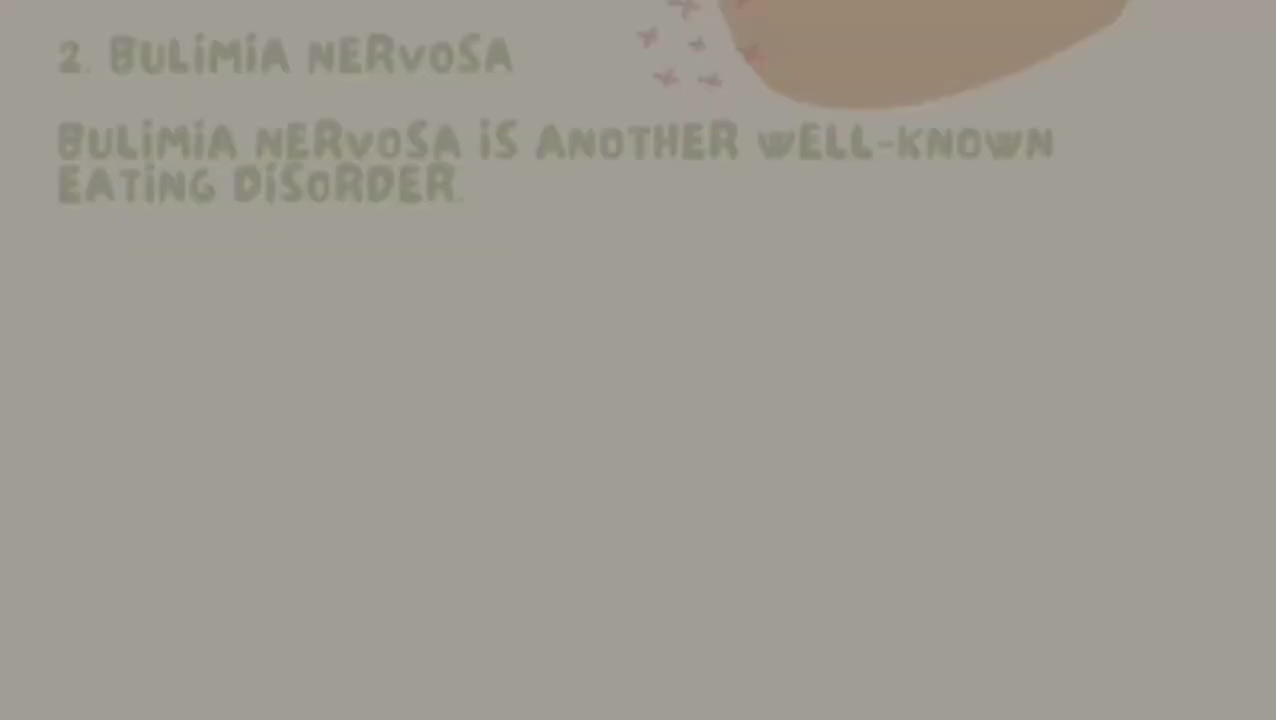 2. BULIMIA NERVOSA
BULIMIA NERVOSA IS ANOTHER WELL-KNOWN
EATING DISORDER.